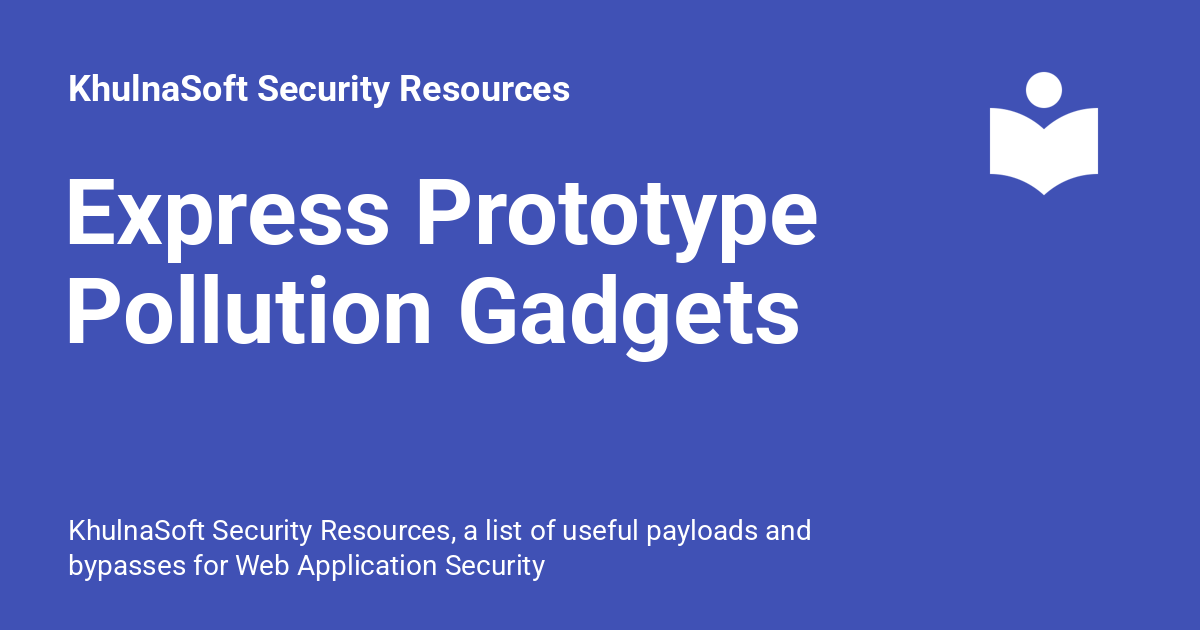 KhulnaSoft Security Resources
Express Prototype
Pollution Gadgets
KhulnaSoft Security Resources, a list of useful payloads and
bypasses for Web Application Security